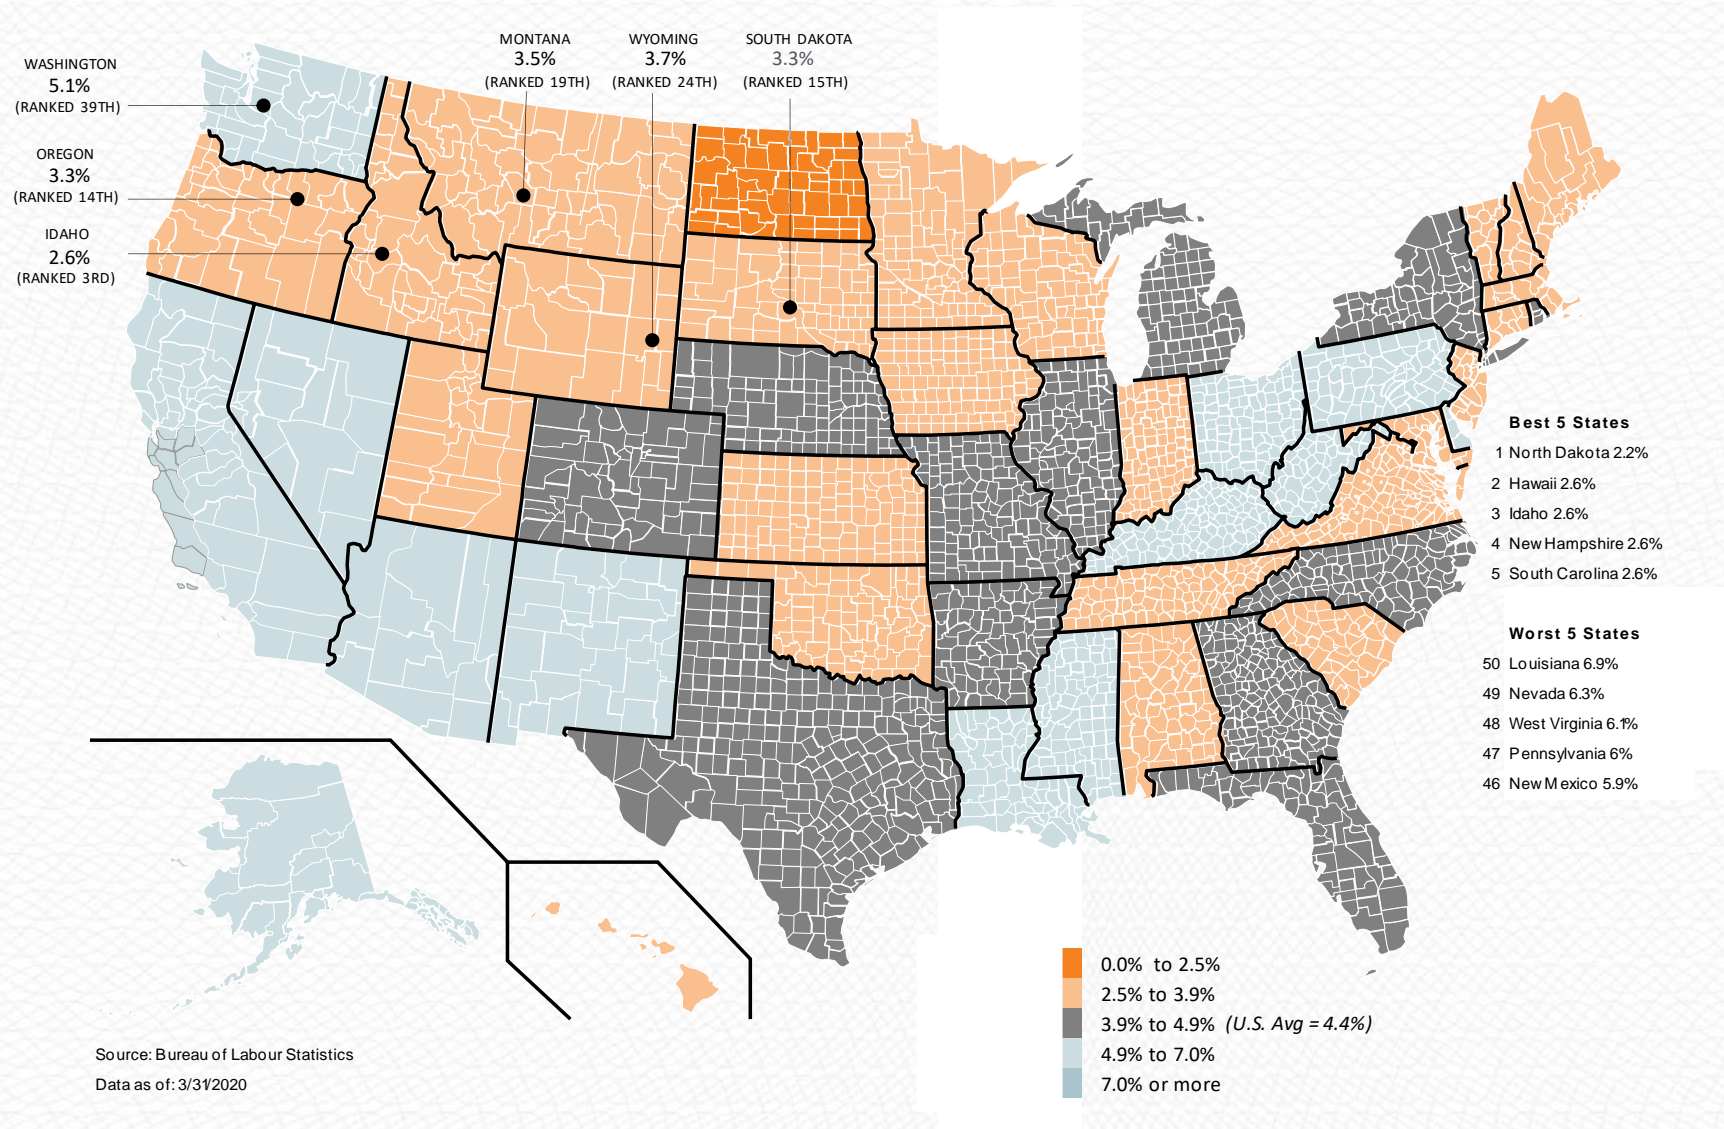 WASHINGTON
5.1%
(RANKED 39TH)
OREGON
3.3%
(RANKED 14TH)
IDAHO
2.6%
(RANKED 3RD)
MONTANA
3.5%
(RANKED 19TH)
WYOMING
3.7%
(RANKED 24TH)
SOUTH DAKOTA
3.3%
(RANKED 15TH)
Best 5 States
1 North Dakota 2.2%
2 Hawaii 2.6%
3 Idaho 2.6%
4 New Hampshire 2.6%
5 South Carolina 2.6%
Worst 5 States
50 Louisiana 6.9%
49 Nevada 6.3%
48 West Virginia 6.1%
47 Pennsylvania 6%
46 New Mexico 5.9%
0.0% to 2.5%
2.5% to 3.9%
3.9% to 4.9% (U.S. Avg = 4.4%)
4.9% to 7.0%
7.0% or more
Source: Bureau of Labour Statistics
Data as of: 3/31/2020